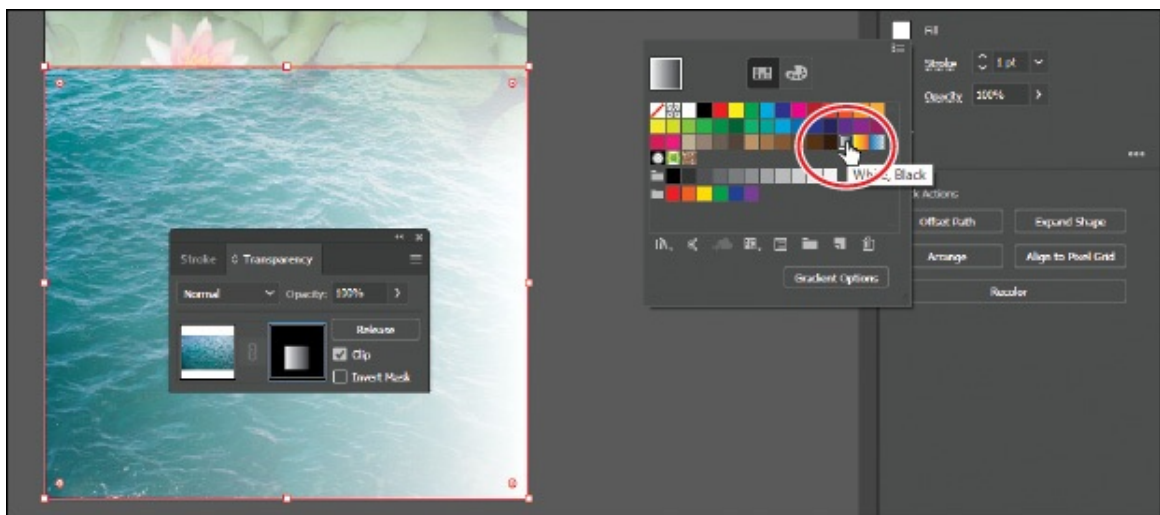 Fill
Stroke 1 pt
Opacity 100%
White, Black
k Actions
Offset Path Expand Shape
Arrange Align to Pixel Grid
Recolor
Gradient Options
Stroke Transparency
Normal Opacity: 100%
Release
Clip
Invert Mask